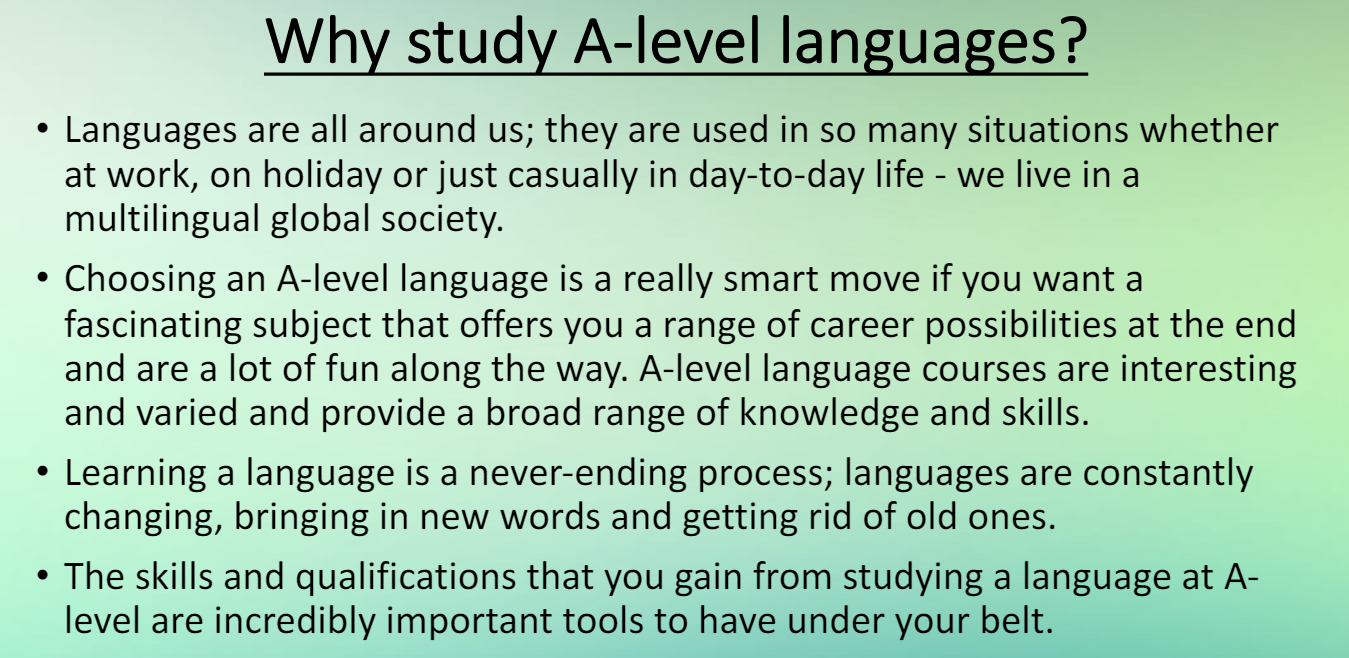 Why study A-level languages?
• Languages are all around us; they are used in so many situations whether
at work, on holiday or just casually in day-to-day life - we live in a
multilingual global society.
• Choosing an A-level language is a really smart move if you want a
fascinating subject that offers you a range of career possibilities at the end
and are a lot of fun along the way. A-level language courses are interesting
and varied and provide a broad range of knowledge and skills.
• Learning a language is a never-ending process; languages are constantly
changing, bringing in new words and getting rid of old ones.
• The skills and qualifications that you gain from studying a language at A-
level are incredibly important tools to have under your belt.